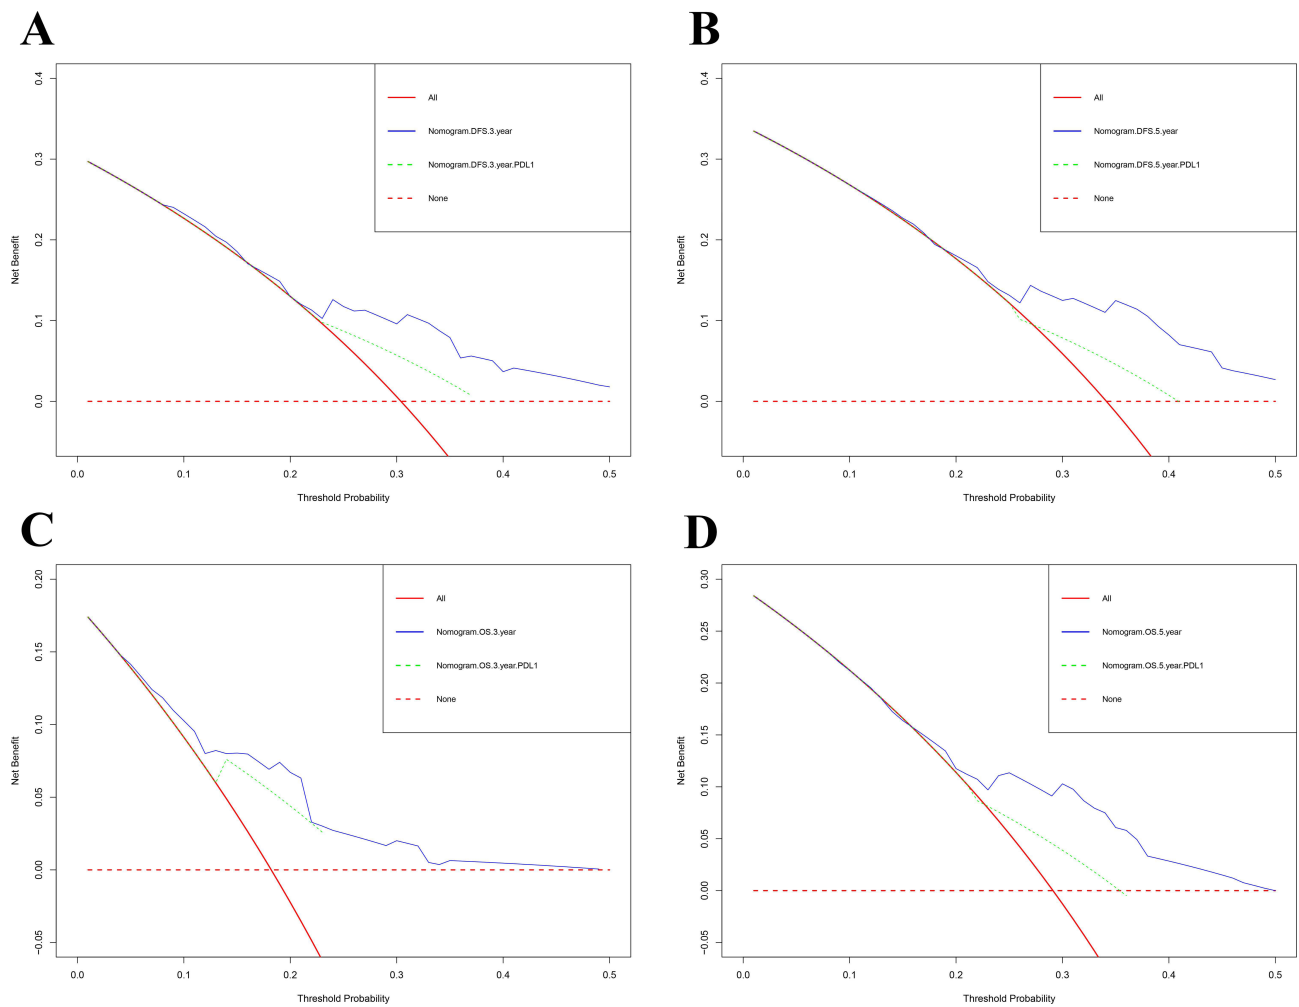 A
0.4
0.3
0.2
0.1
0.0
Net Benefit
All
Nomogram.DFS.3.year
Nomogram.DFS.3.year.PDL1
None
0.0 0.1 0.2 0.3 0.4 0.5
Threshold Probability
B
0.4
0.3
0.2
0.1
0.0
Net Benefit
All
Nomogram.DFS.5.year
Nomogram.DFS.5.year.PDL1
None
0.0 0.1 0.2 0.3 0.4 0.5
Threshold Probability
C
0.20
0.15
0.10
0.05
0.00
−0.05
Net Benefit
All
Nomogram.OS.3.year
Nomogram.OS.3.year.PDL1
None
0.0 0.1 0.2 0.3 0.4 0.5
Threshold Probability
D
0.30
0.25
0.20
0.15
0.10
0.05
0.00
−0.05
Net Benefit
All
Nomogram.OS.5.year
Nomogram.OS.5.year.PDL1
None
0.0 0.1 0.2 0.3 0.4 0.5
Threshold Probability